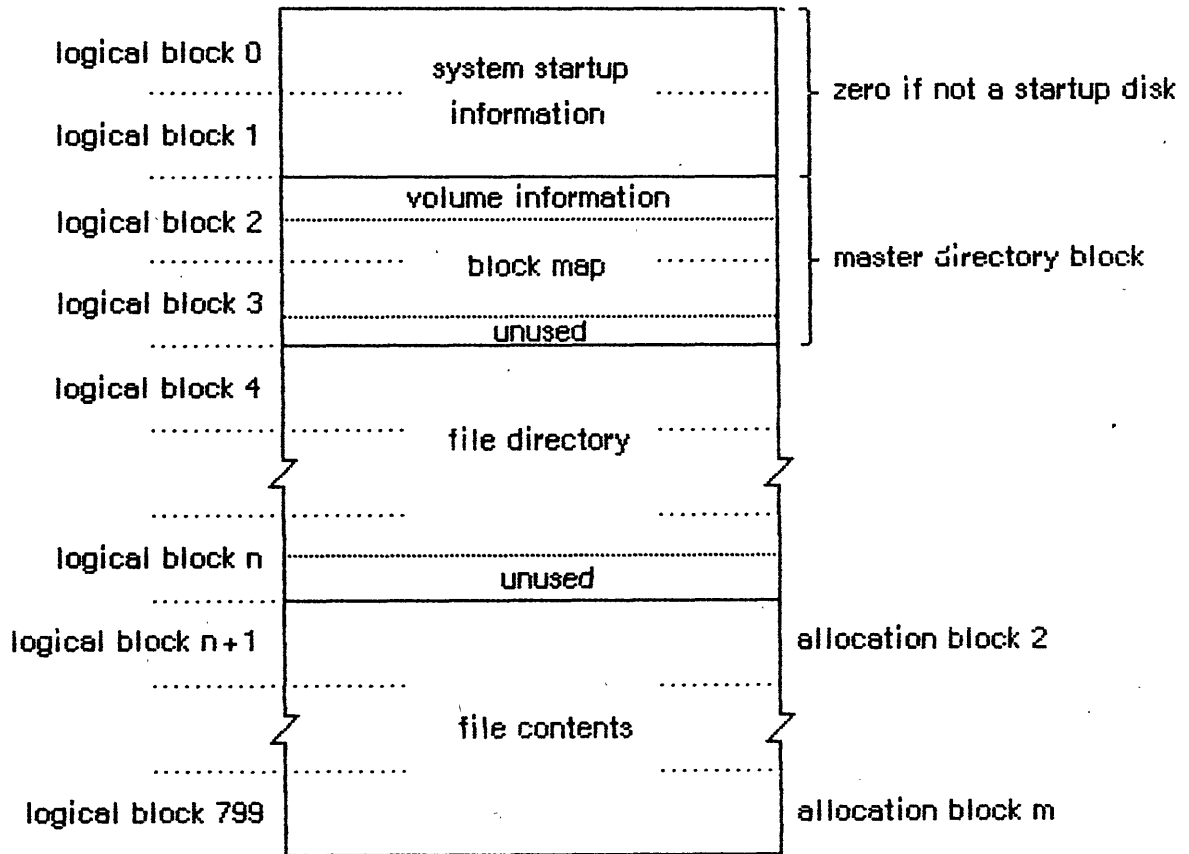 logical block 0
system startup
information
zero if not a startup disk
logical block 1
volume information
logical block 2
block map
master directory block
logical block 3
unused
logical block 4
file directory
logical block n
unused
logical block n+1
allocation block 2
file contents
logical block 799
allocation block m